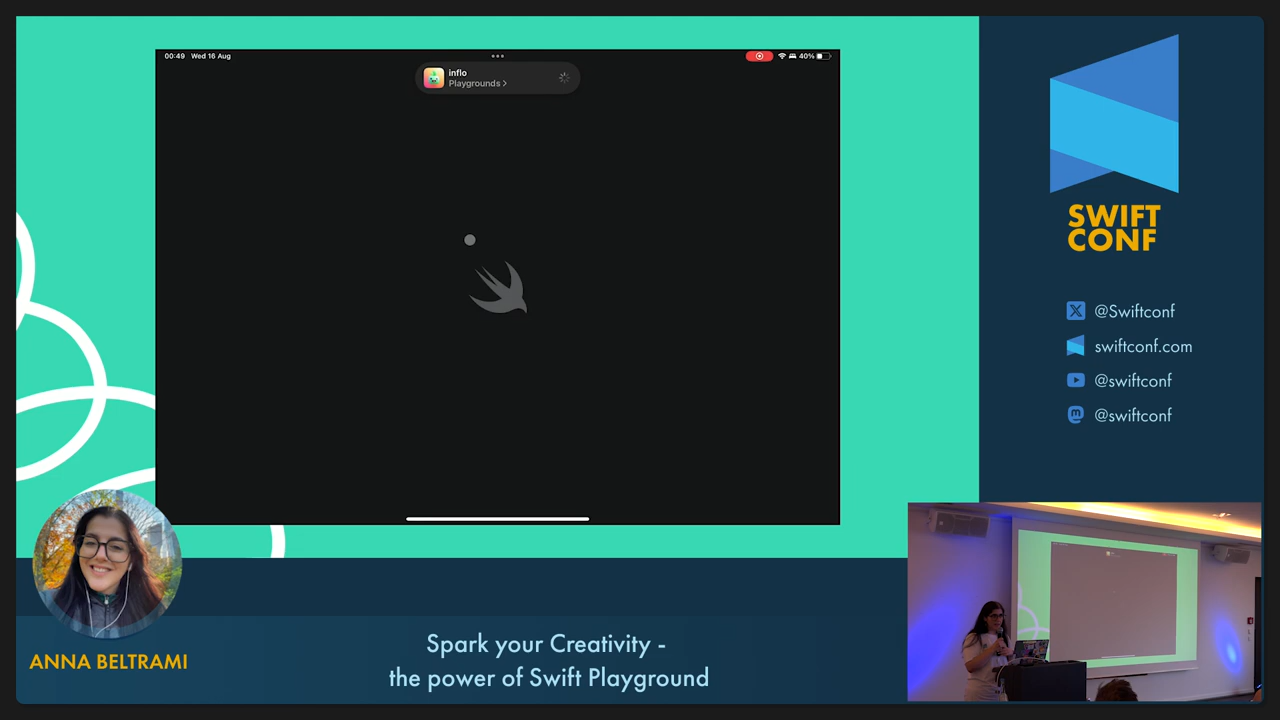 00:49 Wed 16 Aug
40%
inflo
Playgrounds >
SWIFT
CONF
@Swiftconf
swiftconf.com
@swiftconf
@swiftconf
ANNA BELTRAMI
Spark your Creativity -
the power of Swift Playground